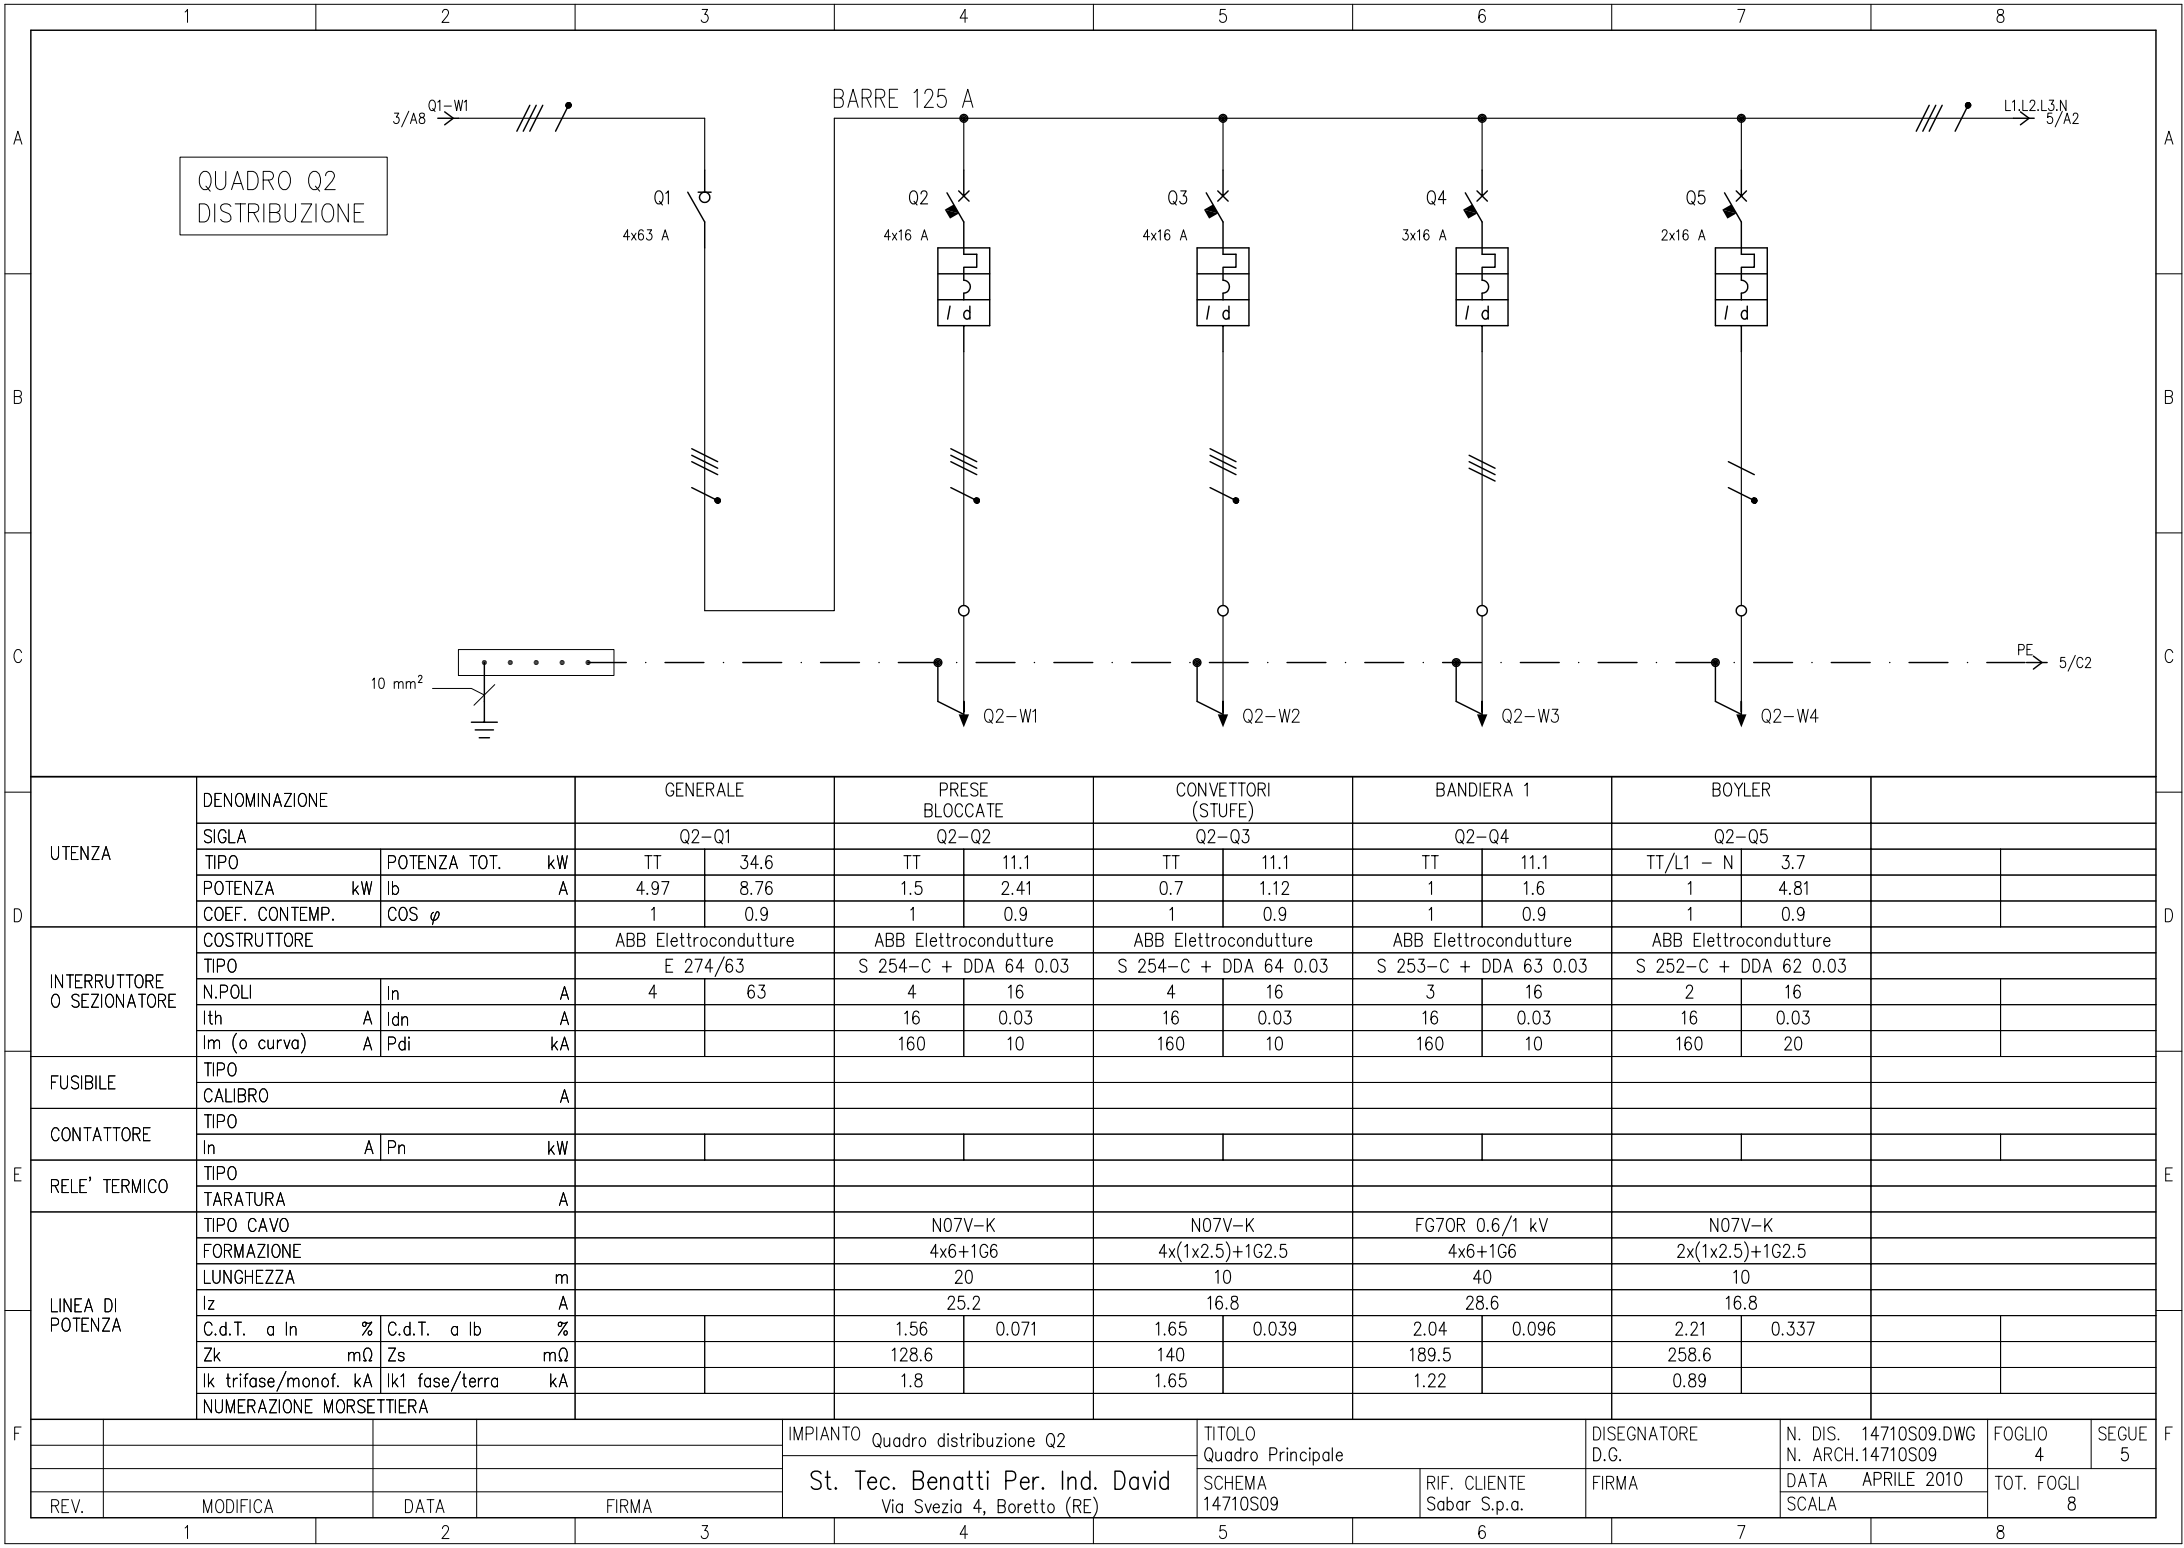 1 2 3 4 5 6 7 8
A A
B B
C C
D D
E E
F F
QUADRO Q2
DISTRIBUZIONE
3/A8 Q1-W1
BARRE 125 A
L1.L2.L3.N
5/A2
Q1
4x63 A
Q2
4x16 A
I d
Q3
4x16 A
I d
Q4
3x16 A
I d
Q5
2x16 A
I d
10 mm²
PE
5/C2
Q2-W1
Q2-W2
Q2-W3
Q2-W4
UTENZA
DENOMINAZIONE GENERALE PRESE BLOCCATE CONVETTORI (STUFE) BANDIERA 1 BOYLER
SIGLA Q2-Q1 Q2-Q2 Q2-Q3 Q2-Q4 Q2-Q5
TIPO POTENZA TOT. kW TT 34.6 TT 11.1 TT 11.1 TT 11.1 TT/L1 - N 3.7
POTENZA kW Ib A 4.97 8.76 1.5 2.41 0.7 1.12 1 1.6 1 4.81
COEF. CONTEMP. COS φ 1 0.9 1 0.9 1 0.9 1 0.9 1 0.9
INTERRUTTORE
O SEZIONATORE
COSTRUTTORE ABB Elettrocondutture ABB Elettrocondutture ABB Elettrocondutture ABB Elettrocondutture ABB Elettrocondutture
TIPO E 274/63 S 254-C + DDA 64 0.03 S 254-C + DDA 64 0.03 S 253-C + DDA 63 0.03 S 252-C + DDA 62 0.03
N.POLI In A 4 63 4 16 4 16 3 16 2 16
Ith A Idn A 16 0.03 16 0.03 16 0.03 16 0.03
Im (o curva) A Pdi kA 160 10 160 10 160 10 160 20
FUSIBILE
TIPO
CALIBRO A
CONTATTORE
TIPO
In A Pn kW
RELE' TERMICO
TIPO
TARATURA A
LINEA DI
POTENZA
TIPO CAVO N07V-K N07V-K FG7OR 0.6/1 kV N07V-K
FORMAZIONE 4x6+1G6 4x(1x2.5)+1G2.5 4x6+1G6 2x(1x2.5)+1G2.5
LUNGHEZZA m 20 10 40 10
Iz A 25.2 16.8 28.6 16.8
C.d.T. a In % C.d.T. a Ib % 1.56 0.071 1.65 0.039 2.04 0.096 2.21 0.337
Zk mΩ Zs mΩ 128.6 140 189.5 258.6
Ik trifase/monof. kA Ik1 fase/terra kA 1.8 1.65 1.22 0.89
NUMERAZIONE MORSETTIERA
REV. MODIFICA DATA FIRMA
IMPIANTO Quadro distribuzione Q2
St. Tec. Benatti Per. Ind. David
Via Svezia 4, Boretto (RE)
TITOLO
Quadro Principale
SCHEMA
14710S09
RIF. CLIENTE
Sabar S.p.a.
DISEGNATORE
D.G.
FIRMA
N. DIS. 14710S09.DWG
N. ARCH.14710S09
DATA APRILE 2010
SCALA
FOGLIO
4
SEGUE
5
TOT. FOGLI
8
1 2 3 4 5 6 7 8